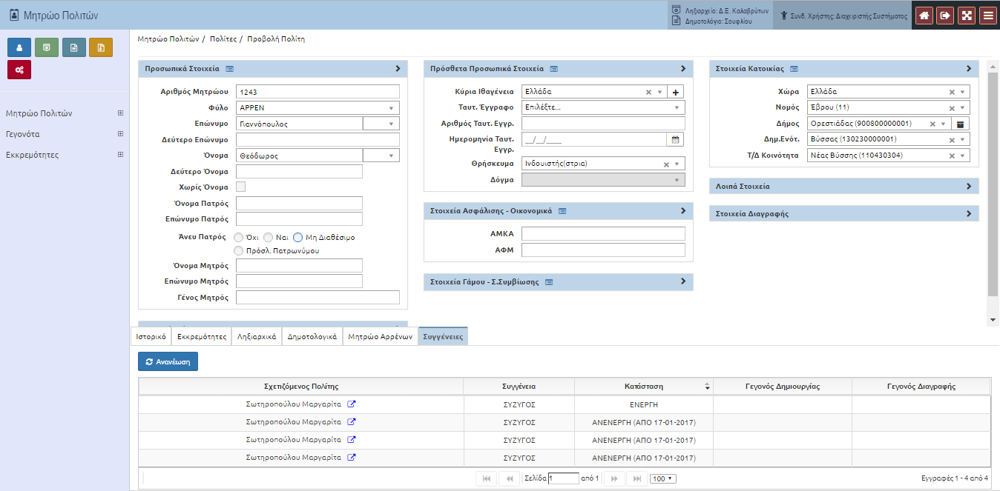 Μητρώο Πολιτών
Ληξιαρχείο: Δ.Ε. Καλαβρύτων
Δημοτολόγιο: Σουφλίου
Συνδ. Χρήστης: Διαχειριστής Συστήματος
Μητρώο Πολιτών
Γεγονότα
Εκκρεμότητες
Μητρώο Πολιτών / Πολίτες / Προβολή Πολίτη
Προσωπικά Στοιχεία
Αριθμός Μητρώου 1243
Φύλο ΑΡΡΕΝ
Επώνυμο Γιαννόπουλος
Δεύτερο Επώνυμο
Όνομα Θεόδωρος
Δεύτερο Όνομα
Χωρίς Όνομα
Όνομα Πατρός
Επώνυμο Πατρός
Άνευ Πατρός Όχι Ναι Μη Διαθέσιμο
Πρόσλ. Πατρωνύμου
Όνομα Μητρός
Επώνυμο Μητρός
Γένος Μητρός
Πρόσθετα Προσωπικά Στοιχεία
Κύρια Ιθαγένεια Ελλάδα
Ταυτ. Έγγραφο Επιλέξτε...
Αριθμός Ταυτ. Εγγρ.
Ημερομηνία Ταυτ. __/__/____
Εγγρ.
Θρήσκευμα Ινδουιστής(στρια)
Δόγμα
Στοιχεία Ασφάλισης - Οικονομικά
ΑΜΚΑ
ΑΦΜ
Στοιχεία Γάμου - Σ.Συμβίωσης
Στοιχεία Κατοικίας
Χώρα Ελλάδα
Νομός Έβρου (11)
Δήμος Ορεστιάδας (900800000001)
Δημ.Ενότ. Βύσσας (130230000001)
Τ/Δ Κοινότητα Νέας Βύσσης (110430304)
Λοιπά Στοιχεία
Στοιχεία Διαγραφής
Ιστορικό Εκκρεμότητες Ληξιαρχικά Δημοτολογικά Μητρώο Αρρένων Συγγένειες
Ανανέωση
Σχετιζόμενος Πολίτης Συγγένεια Κατάσταση Γεγονός Δημιουργίας Γεγονός Διαγραφής
Σωτηροπούλου Μαργαρίτα ΣΥΖΥΓΟΣ ΕΝΕΡΓΗ
Σωτηροπούλου Μαργαρίτα ΣΥΖΥΓΟΣ ΑΝΕΝΕΡΓΗ (ΑΠΟ 17-01-2017)
Σωτηροπούλου Μαργαρίτα ΣΥΖΥΓΟΣ ΑΝΕΝΕΡΓΗ (ΑΠΟ 17-01-2017)
Σωτηροπούλου Μαργαρίτα ΣΥΖΥΓΟΣ ΑΝΕΝΕΡΓΗ (ΑΠΟ 17-01-2017)
Σελίδα 1 από 1 100 Εγγραφές 1 - 4 από 4